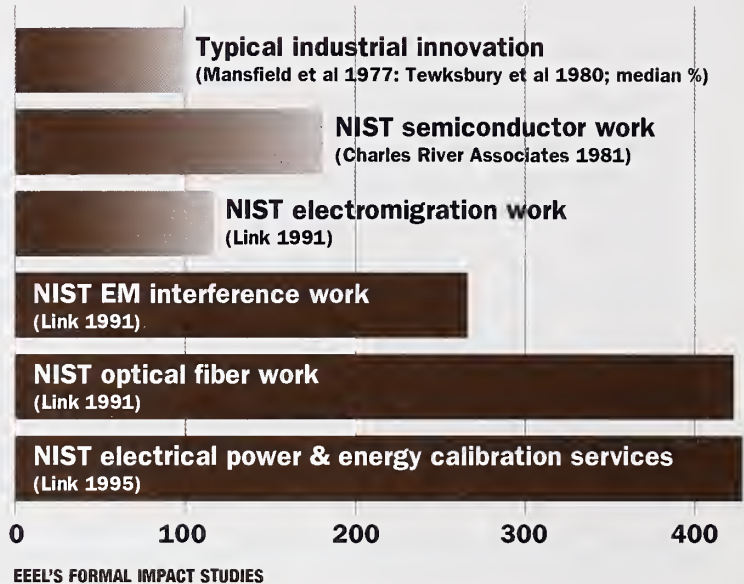 Typical industrial innovation
(Mansfield et al 1977: Tewksbury et al 1980; median %)
NIST semiconductor work
(Charles River Associates 1981)
NIST electromigration work
(Link 1991)
NIST EM interference work
(Link 1991)
NIST optical fiber work
(Link 1991)
NIST electrical power & energy calibration services
(Link 1995)
0 100 200 300 400
EEEL'S FORMAL IMPACT STUDIES